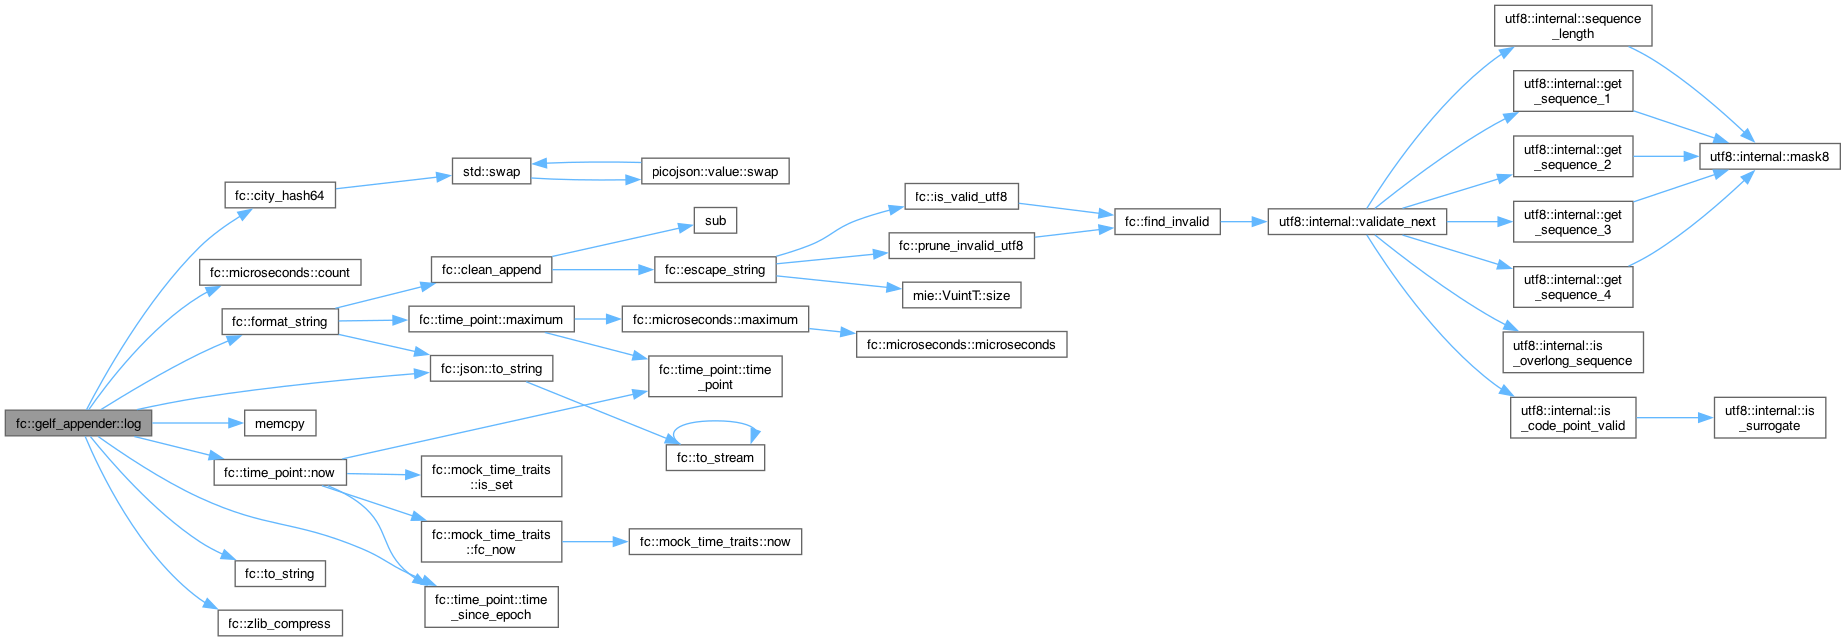 fc::gelf_appender::log
fc::city_hash64
fc::microseconds::count
fc::format_string
memcpy
fc::time_point::now
fc::to_string
fc::zlib_compress
std::swap
fc::clean_append
fc::time_point::maximum
fc::json::to_string
fc::mock_time_traits
::is_set
fc::mock_time_traits
::fc_now
fc::time_point::time
_since_epoch
picojson::value::swap
sub
fc::escape_string
fc::microseconds::maximum
fc::time_point::time
_point
fc::to_stream
fc::mock_time_traits::now
fc::is_valid_utf8
fc::prune_invalid_utf8
mie::VuintT::size
fc::microseconds::microseconds
fc::find_invalid
utf8::internal::validate_next
utf8::internal::sequence
_length
utf8::internal::get
_sequence_1
utf8::internal::get
_sequence_2
utf8::internal::get
_sequence_3
utf8::internal::get
_sequence_4
utf8::internal::is
_overlong_sequence
utf8::internal::is
_code_point_valid
utf8::internal::mask8
utf8::internal::is
_surrogate